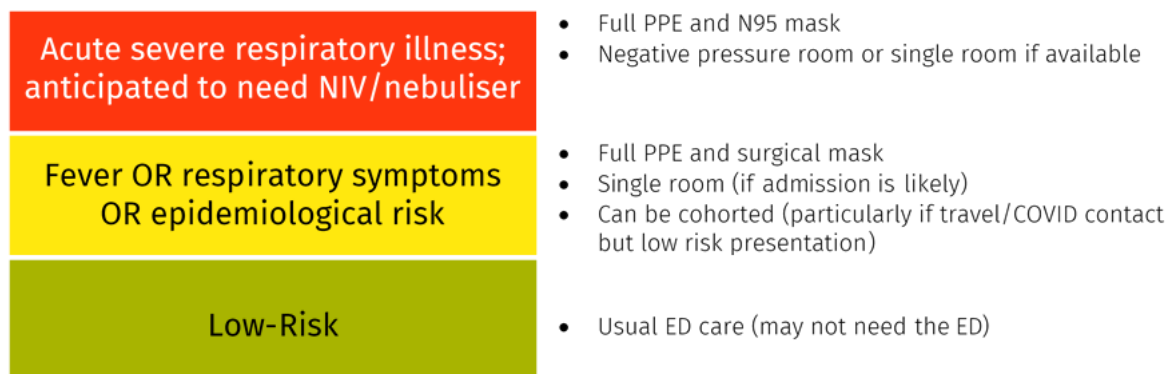 Acute severe respiratory illness;
anticipated to need NIV/nebuliser
• Full PPE and N95 mask
• Negative pressure room or single room if available
Fever OR respiratory symptoms
OR epidemiological risk
• Full PPE and surgical mask
• Single room (if admission is likely)
• Can be cohorted (particularly if travel/COVID contact
but low risk presentation)
Low-Risk
• Usual ED care (may not need the ED)